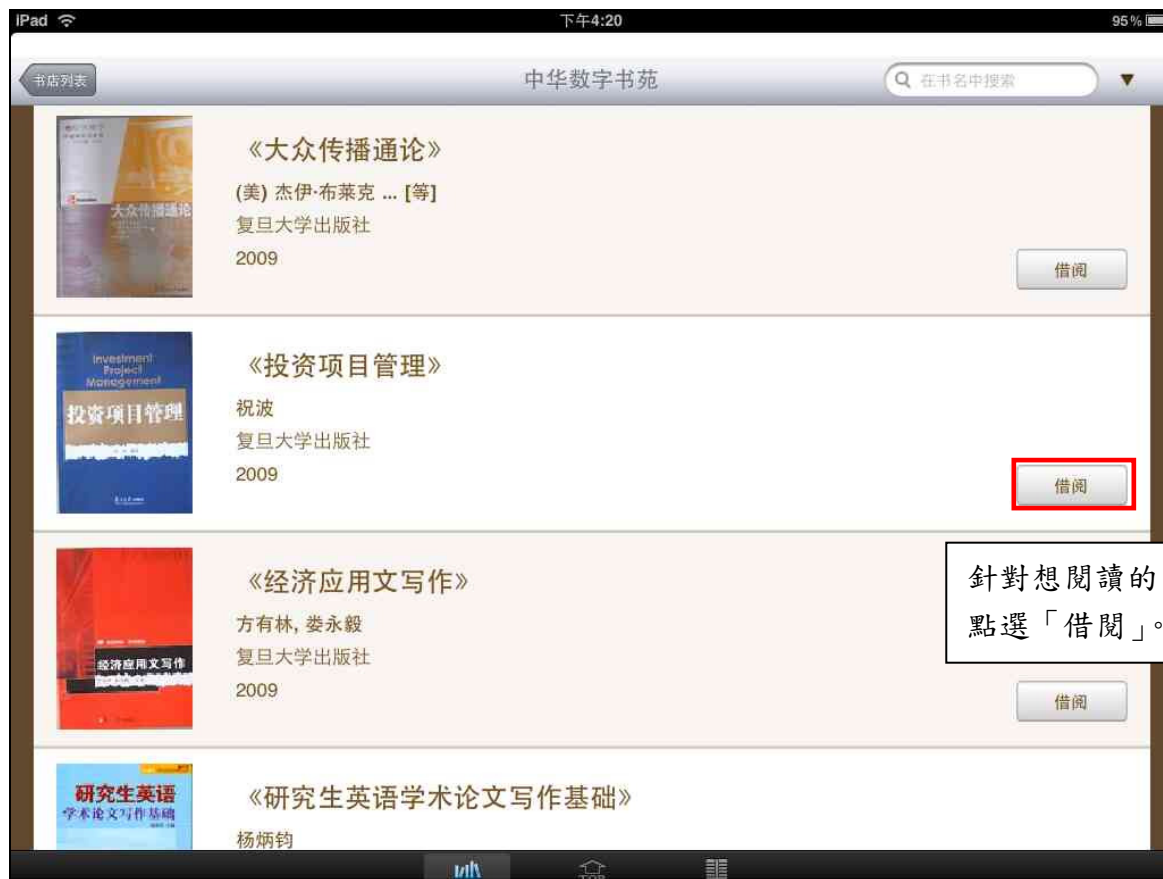 iPad 下午4:20 95%
书店列表 中华数字书苑 在书名中搜索
大众传播通论
《大众传播通论》
(美) 杰伊·布莱克 ... [等]
复旦大学出版社
2009
借阅
Investment
Project
Management
投资项目管理
《投资项目管理》
祝波
复旦大学出版社
2009
借阅
针對想閱讀的
點選「借閱」。
经济应用文写作
《经济应用文写作》
方有林, 娄永毅
复旦大学出版社
2009
借阅
研究生英语
学术论文写作基础
《研究生英语学术论文写作基础》
杨炳钧
TOP